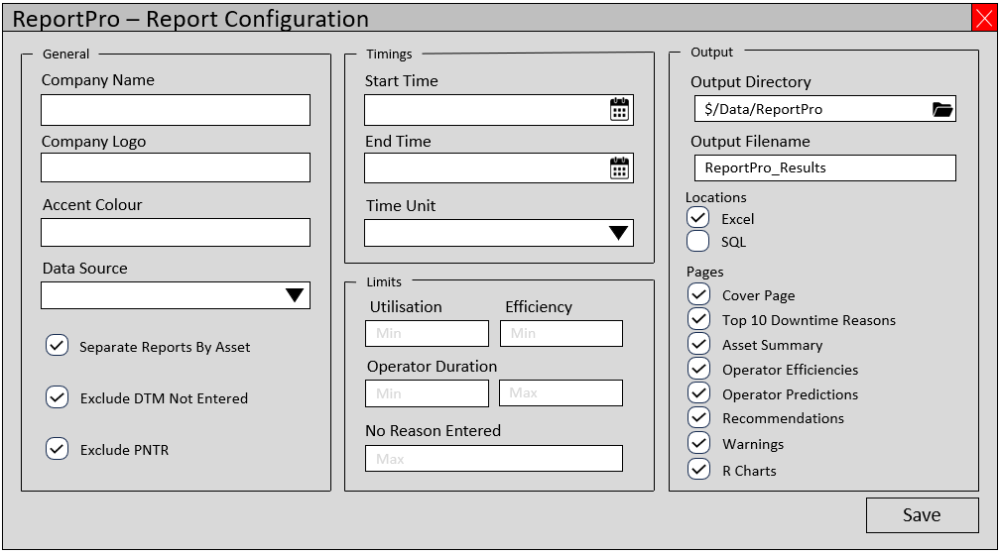 ReportPro – Report Configuration
General
Company Name
Company Logo
Accent Colour
Data Source
Separate Reports By Asset
Exclude DTM Not Entered
Exclude PNTR
Timings
Start Time
End Time
Time Unit
Limits
Utilisation Efficiency
Min Min
Operator Duration
Min Max
No Reason Entered
Max
Output
Output Directory
$/Data/ReportPro
Output Filename
ReportPro_Results
Locations
Excel
SQL
Pages
Cover Page
Top 10 Downtime Reasons
Asset Summary
Operator Efficiencies
Operator Predictions
Recommendations
Warnings
R Charts
Save